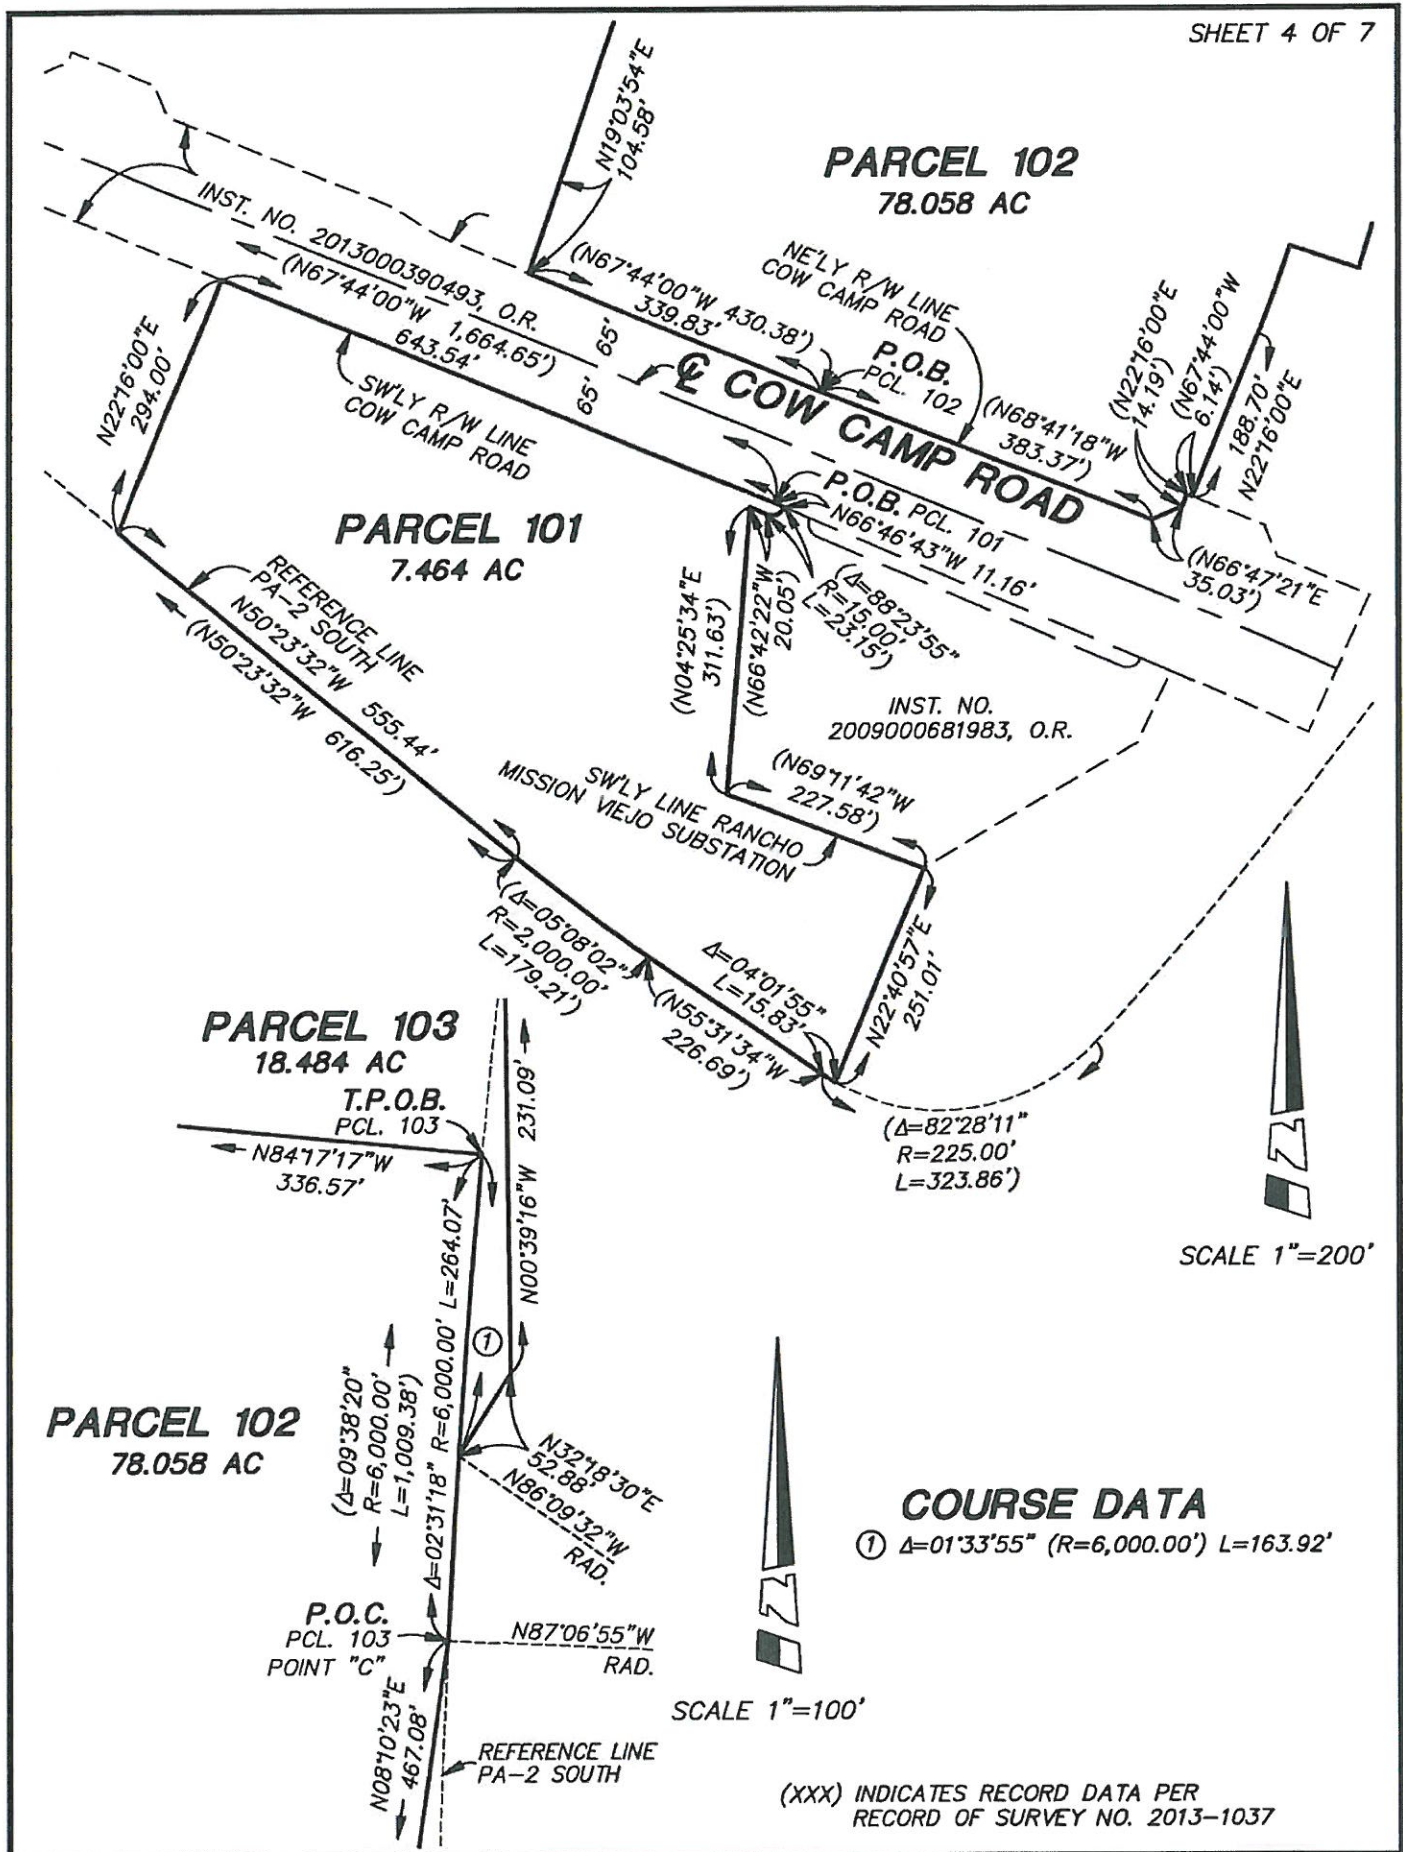 SHEET 4 OF 7
N19°03'54"E
104.58'
PARCEL 102
78.058 AC
INST. NO. 2013000390493, O.R.
(N67°44'00"W 1,664.65')
643.54'
(N67°44'00"W 430.38')
339.83'
NE'LY R/W LINE
COW CAMP ROAD
P.O.B.
PCL. 102
65'
65'
℄ COW CAMP ROAD
(N68°41'18"W
383.37')
(N22°16'00"E
14.19')
(N67°44'00"W
6.14')
188.70'
N22°16'00"E
(N66°47'21"E
35.03')
N22°16'00"E
294.00'
SW'LY R/W LINE
COW CAMP ROAD
PARCEL 101
7.464 AC
P.O.B. PCL. 101
N66°46'43"W 11.16'
(Δ=88°23'55"
R=15.00'
L=23.15')
(N04°25'34"E
311.63')
(N66°42'22"W
20.05')
REFERENCE LINE
PA-2 SOUTH
N50°23'32"W 555.44'
(N50°23'32"W 616.25')
INST. NO.
2009000681983, O.R.
(N69°11'42"W
227.58')
SW'LY LINE RANCHO
MISSION VIEJO SUBSTATION
(Δ=05°08'02"
R=2,000.00'
L=179.21')
Δ=04°01'55"
L=15.83'
(N55°31'34"W
226.69')
N22°40'57"E
251.01'
(Δ=82°28'11"
R=225.00'
L=323.86')
SCALE 1"=200'
PARCEL 103
18.484 AC
T.P.O.B.
PCL. 103
N84°17'17"W
336.57'
N00°39'16"W 231.09'
Δ=02°31'18" R=6,000.00' L=264.07'
1
(Δ=09°38'20"
R=6,000.00'
L=1,009.38')
PARCEL 102
78.058 AC
N32°18'30"E
52.88'
N86°09'32"W
RAD.
P.O.C.
PCL. 103
POINT "C"
N87°06'55"W
RAD.
N08°10'23"E
467.08'
REFERENCE LINE
PA-2 SOUTH
SCALE 1"=100'
COURSE DATA
1 Δ=01°33'55" (R=6,000.00') L=163.92'
(XXX) INDICATES RECORD DATA PER
RECORD OF SURVEY NO. 2013-1037